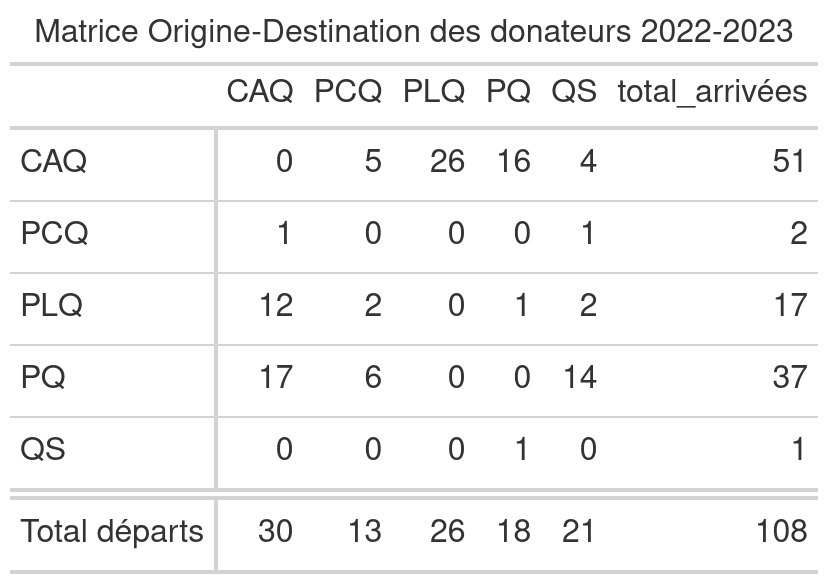 Matrice Origine-Destination des donateurs 2022-2023
CAQ PCQ PLQ PQ QS total_arrivées
CAQ 0 5 26 16 4 51
PCQ 1 0 0 0 1 2
PLQ 12 2 0 1 2 17
PQ 17 6 0 0 14 37
QS 0 0 0 1 0 1
Total départs 30 13 26 18 21 108